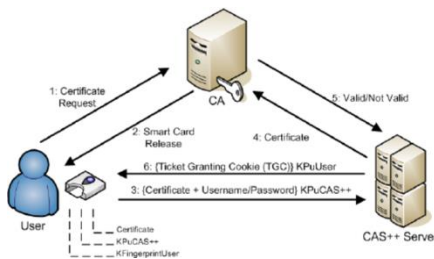 1: Certificate
Request
CA
5: Valid/Not Valid
2: Smart Card
Release
4: Certificate
6: {Ticket Granting Cookie (TGC)} KPuUser
3: {Certificate + Username/Password} KPuCAS++
User
CAS++ Serve
Certificate
KPuCAS++
KFingerprintUser